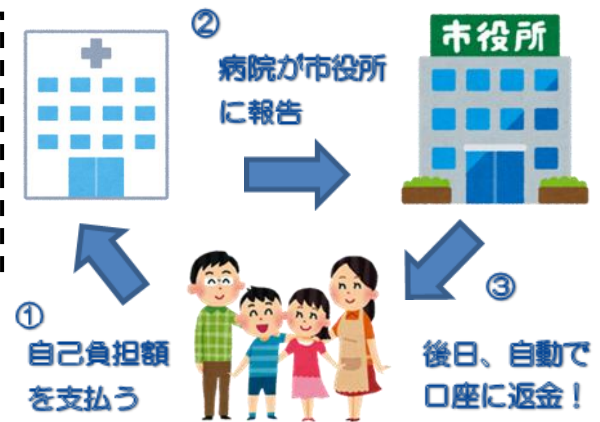 ①
自己負担額
を支払う
②
病院が市役所
に報告
市役所
③
後日、自動で
口座に返金！